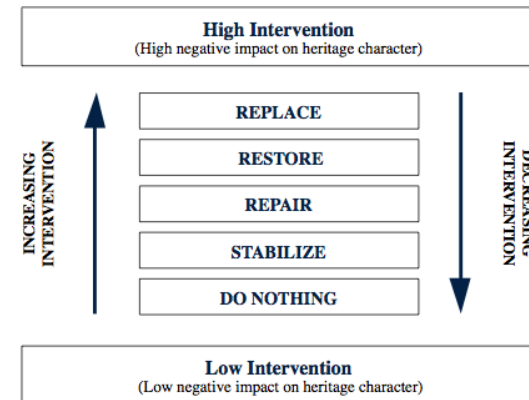 High Intervention
(High negative impact on heritage character)
INCREASING
INTERVENTION
REPLACE
RESTORE
REPAIR
STABILIZE
DO NOTHING
DECREASING
INTERVENTION
Low Intervention
(Low negative impact on heritage character)